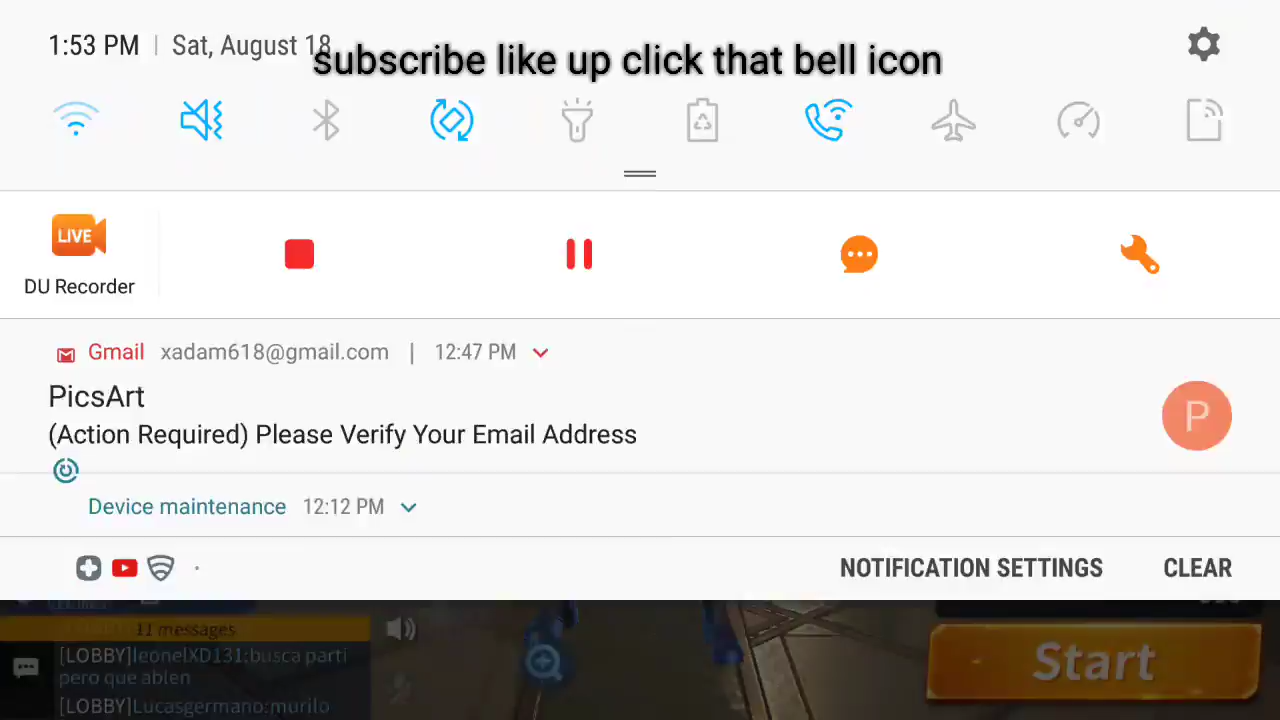 1:53 PM | Sat, August 18
subscribe like up click that bell icon
LIVE
DU Recorder
Gmail xadam618@gmail.com | 12:47 PM
PicsArt
(Action Required) Please Verify Your Email Address
P
Device maintenance 12:12 PM
NOTIFICATION SETTINGS CLEAR
11 messages
[LOBBY]leonelXD131:busca parti
pero que ablen
[LOBBY]Lucasgermano:murilo
Start